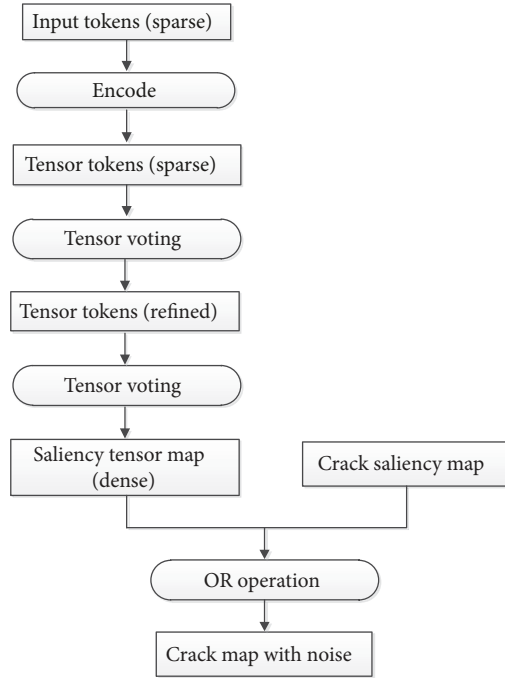 Input tokens (sparse)
Encode
Tensor tokens (sparse)
Tensor voting
Tensor tokens (refined)
Tensor voting
Saliency tensor map
(dense)
Crack saliency map
OR operation
Crack map with noise